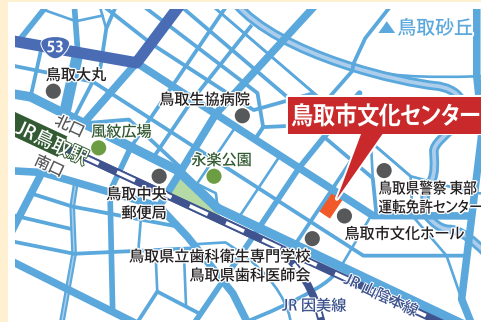 53
▲鳥取砂丘
鳥取大丸
鳥取生協病院
鳥取市文化センター
北口
風紋広場
JR鳥取駅
永楽公園
南口
鳥取中央
郵便局
鳥取県警察 東部
運転免許センター
鳥取市文化ホール
鳥取県立歯科衛生専門学校
鳥取県歯科医師会
JR 山陰本線
JR 因美線